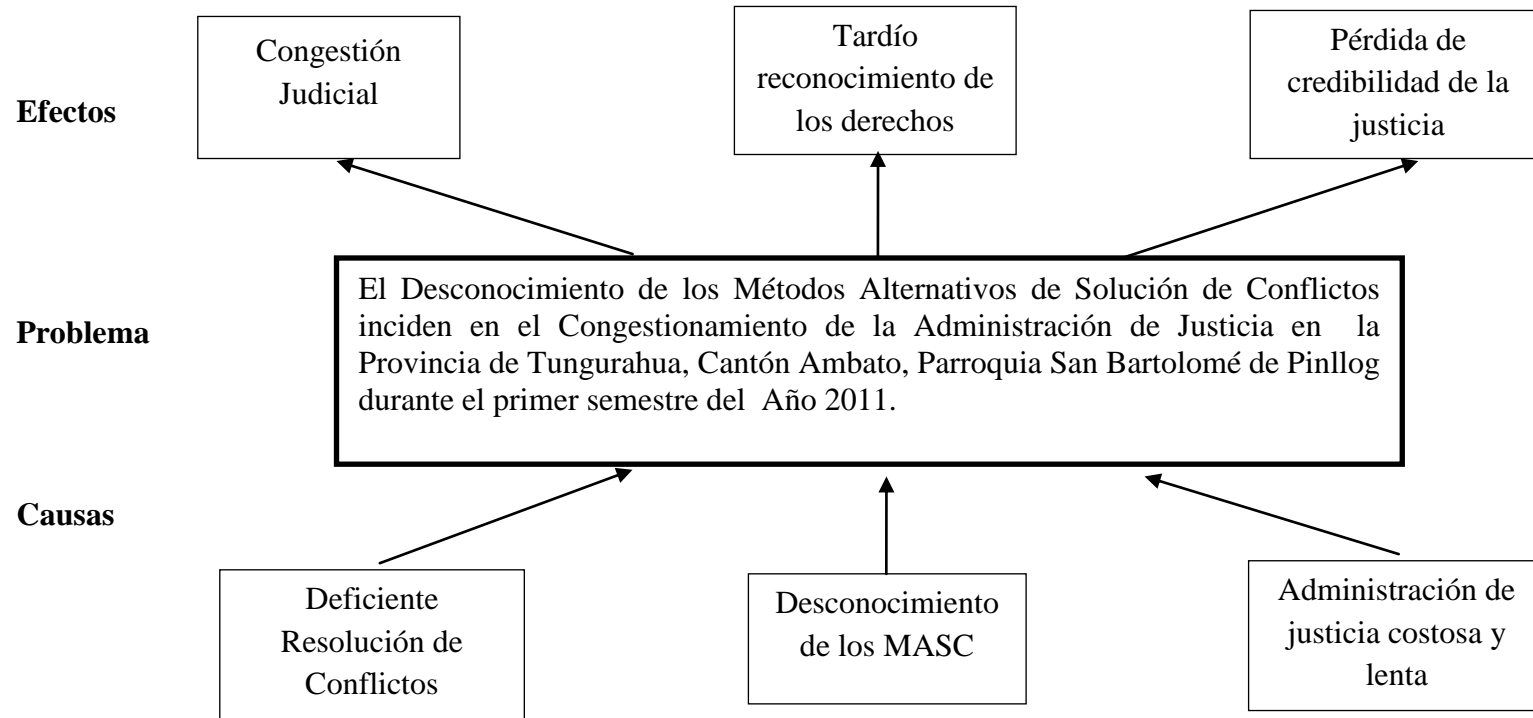 Efectos
Congestión
Judicial
Tardío
reconocimiento de
los derechos
Pérdida de
credibilidad de la
justicia
Problema
El Desconocimiento de los Métodos Alternativos de Solución de Conflictos
inciden en el Congestionamiento de la Administración de Justicia en la
Provincia de Tungurahua, Cantón Ambato, Parroquia San Bartolomé de Pinllog
durante el primer semestre del Año 2011.
Causas
Deficiente
Resolución de
Conflictos
Desconocimiento
de los MASC
Administración de
justicia costosa y
lenta